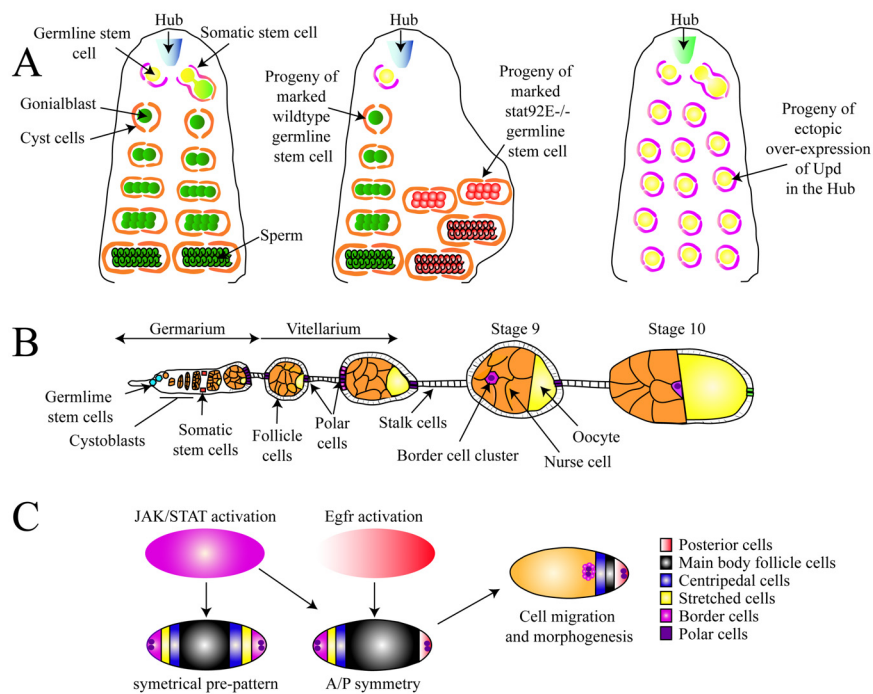 A
Hub
Germline stem
cell
Somatic stem cell
Gonialblast
Cyst cells
Sperm
Hub
Progeny of
marked
wildtype
germline
stem cell
Progeny of
marked
stat92E-/-
germline
stem cell
Hub
Progeny of
ectopic
over-expression
of Upd
in the Hub
B
Germarium
Vitellarium
Stage 9
Stage 10
Germlime
stem cells
Cystoblasts
Somatic
stem cells
Follicle
cells
Polar
cells
Stalk cells
Border cell cluster
Oocyte
Nurse cell
C
JAK/STAT activation
Egfr activation
symetrical pre-pattern
A/P symmetry
Cell migration
and morphogenesis
Posterior cells
Main body follicle cells
Centripedal cells
Stretched cells
Border cells
Polar cells